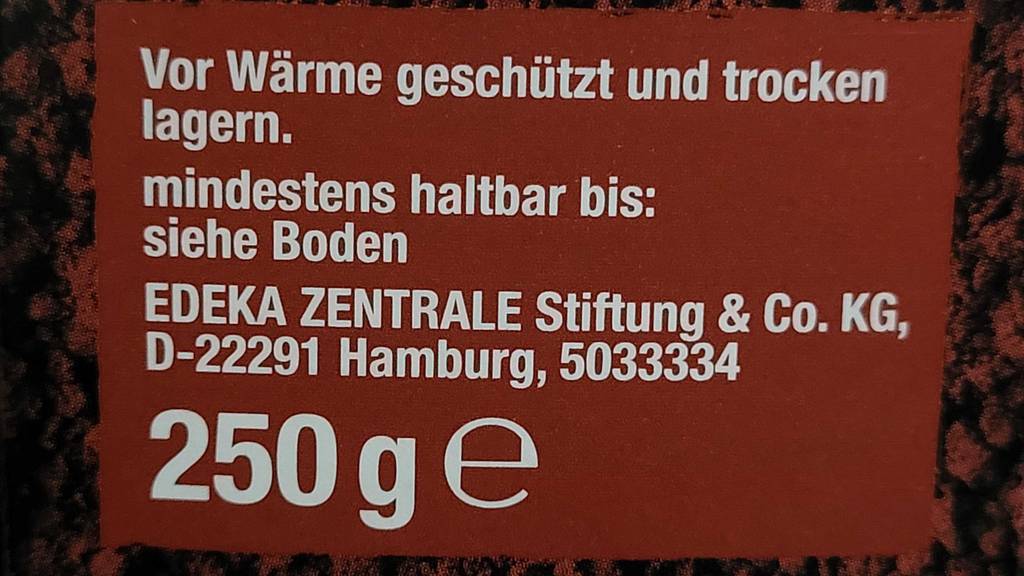 Vor Wärme geschützt und trocken
lagern.
mindestens haltbar bis:
siehe Boden
EDEKA ZENTRALE Stiftung & Co. KG,
D-22291 Hamburg, 5033334
250 g ℮